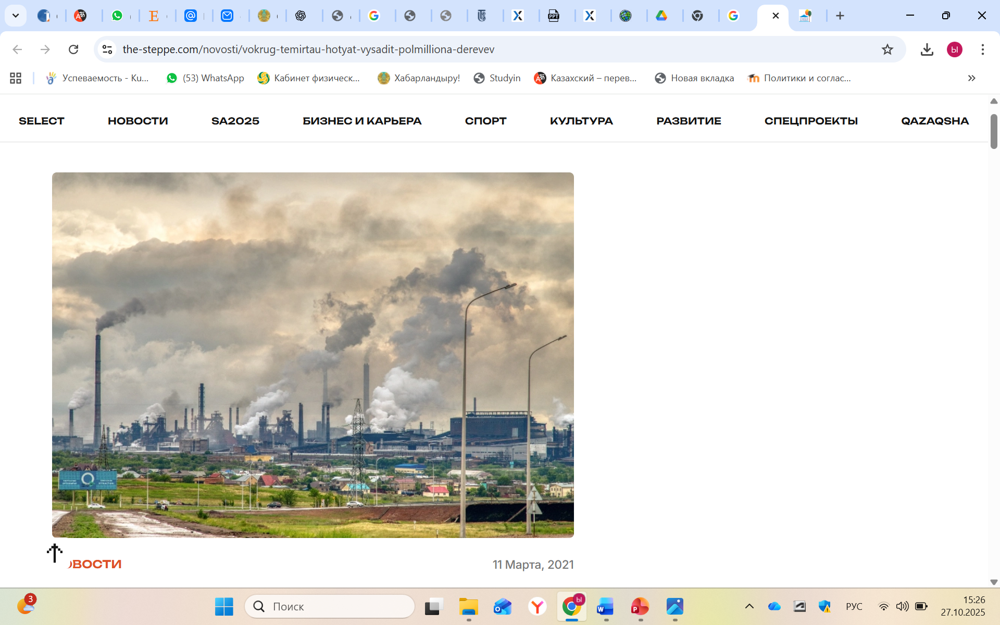 the-steppe.com/novosti/vokrug-temirtau-hotyat-vysadit-polmilliona-derevev
ы
Успеваемость - Ku...
(53) WhatsApp
Кабинет физическ...
Хабарландыру!
Studyin
Казахский – перев...
Новая вкладка
Политики и соглас...
SELECT
НОВОСТИ
SA2025
БИЗНЕС И КАРЬЕРА
СПОРТ
КУЛЬТУРА
РАЗВИТИЕ
СПЕЦПРОЕКТЫ
QAZAQSHA
ОВОСТИ
11 Марта, 2021
3
Поиск
ы
РУС
15:26
27.10.2025